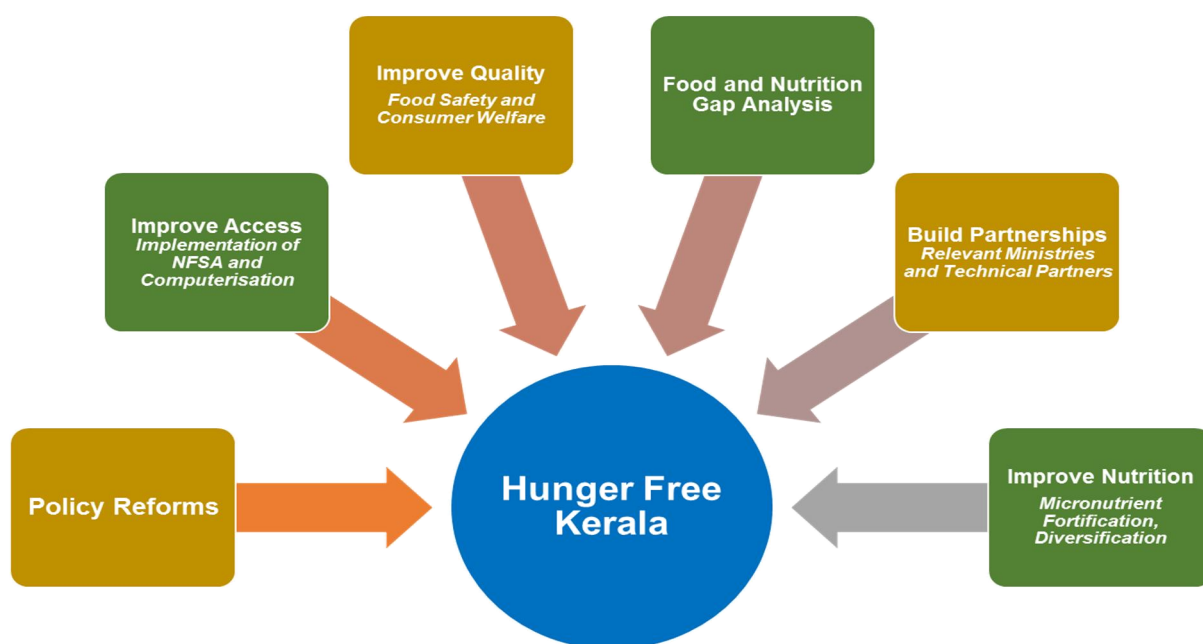 Policy Reforms
Improve Access
Implementation of
NFSA and
Computerisation
Improve Quality
Food Safety and
Consumer Welfare
Food and Nutrition
Gap Analysis
Build Partnerships
Relevant Ministries
and Technical Partners
Improve Nutrition
Micronutrient
Fortification,
Diversification
Hunger Free
Kerala